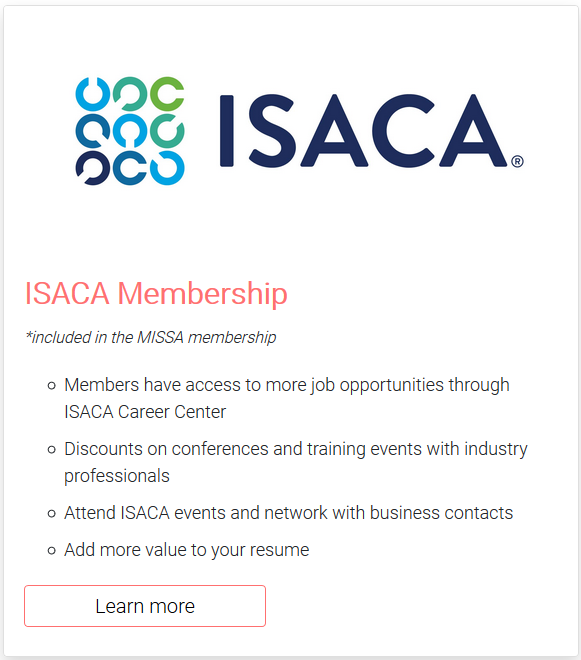 ISACA®
ISACA Membership
*included in the MISSA membership
Members have access to more job opportunities through
ISACA Career Center
Discounts on conferences and training events with industry
professionals
Attend ISACA events and network with business contacts
Add more value to your resume
Learn more